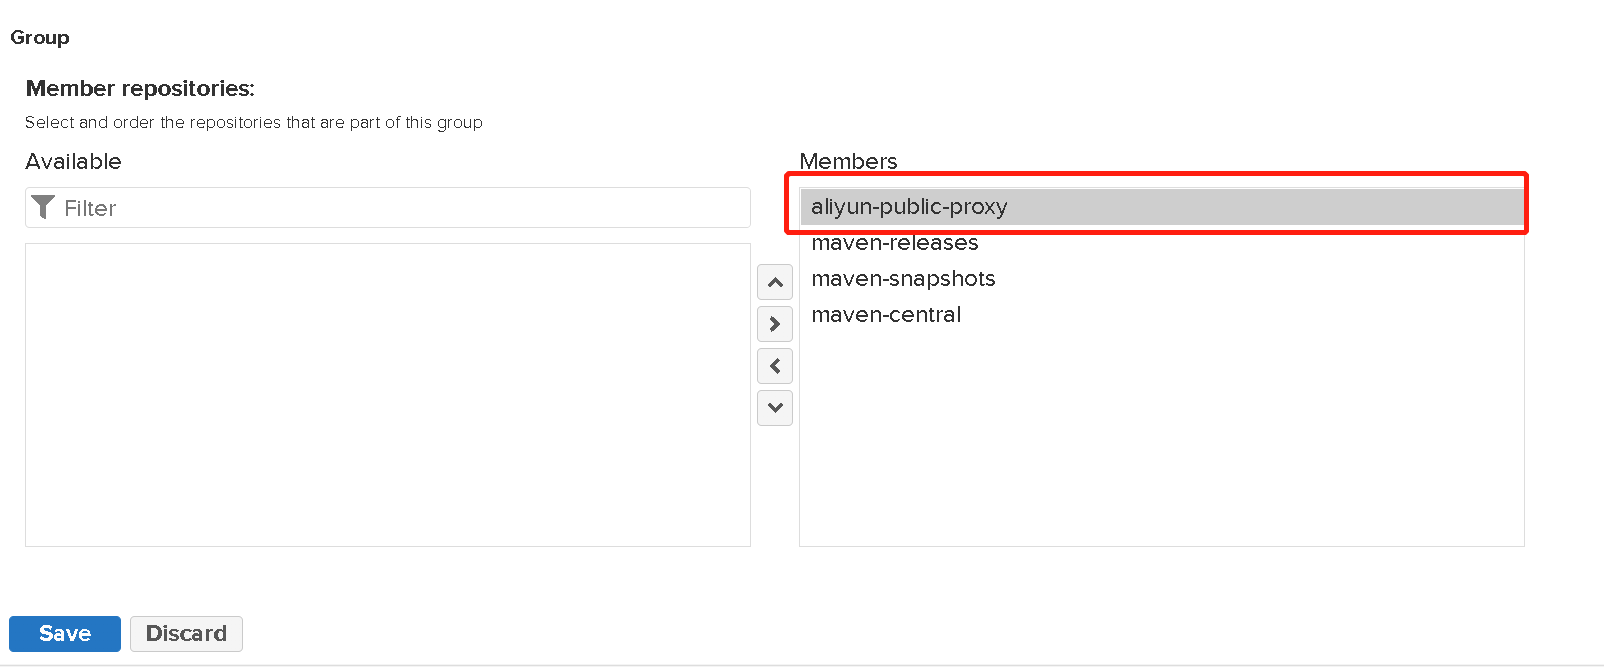 Group
Member repositories:
Select and order the repositories that are part of this group
Available
Filter
Members
aliyun-public-proxy
maven-releases
maven-snapshots
maven-central
Save
Discard